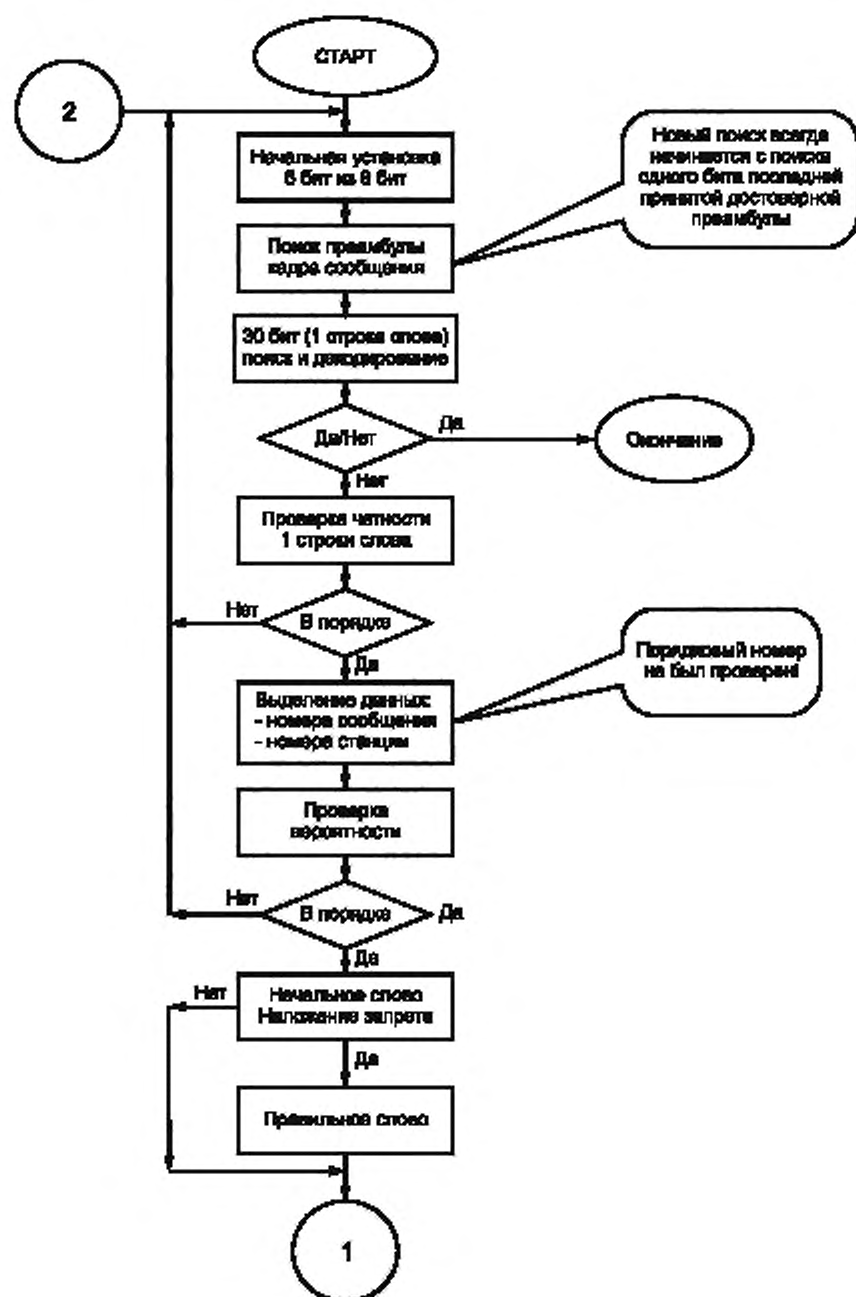 СТАРТ
2
Начальная установка
6 бит из 8 бит
Новый поиск всегда
начинается с поиска
одного бита последней
принятой достоверной
преамбулы
Поиск преамбулы
кадра сообщения
30 бит (1 строка слова)
поиск и декодирование
Да/Нет
Да
Окончание
Нет
Проверка четности
1 строки слова
Нет
В порядке
Да
Порядковый номер
не был проверен!
Выделение данных:
- номера сообщения
- номера станции
Проверка
вероятности
Нет
В порядке
Да
Да
Нет
Начальное слово
Наложение запрета
Да
Правильное слово
1